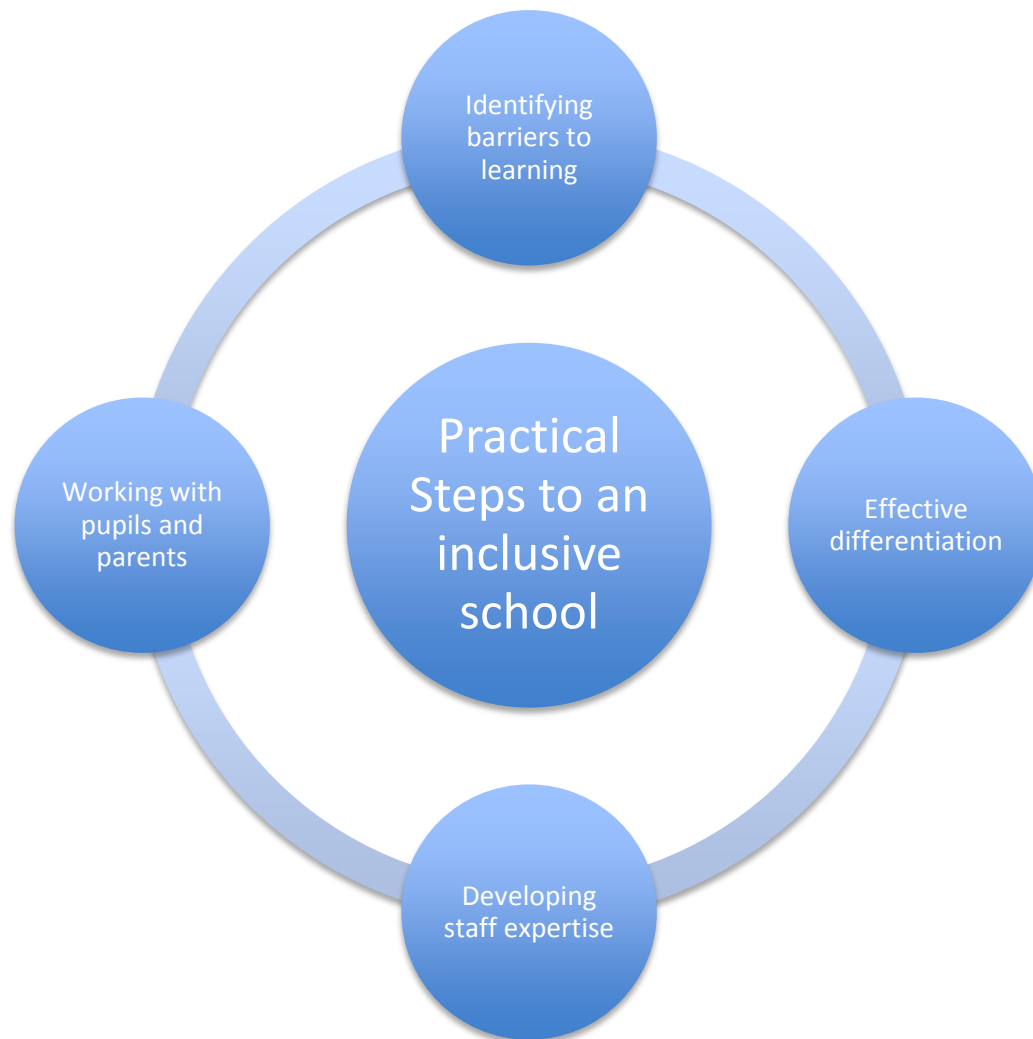 Identifying
barriers to
learning
Practical
Steps to an
inclusive
school
Working with
pupils and
parents
Effective
differentiation
Developing
staff expertise